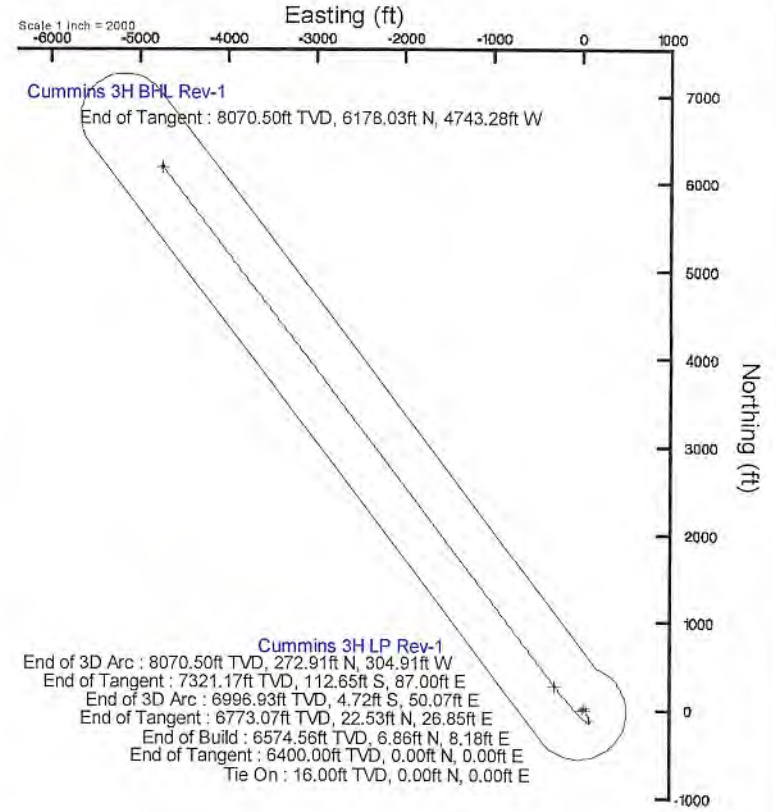 Easting (ft)
Scale 1 inch = 2000
-6000 -5000 -4000 -3000 -2000 -1000 0 1000
Cummins 3H BHL Rev-1
End of Tangent : 8070.50ft TVD, 6178.03ft N, 4743.28ft W
7000
6000
5000
4000
Northing (ft)
3000
2000
1000
Cummins 3H LP Rev-1
End of 3D Arc : 8070.50ft TVD, 272.91ft N, 304.91ft W
End of Tangent : 7321.17ft TVD, 112.65ft S, 87.00ft E
End of 3D Arc : 6996.93ft TVD, 4.72ft S, 50.07ft E
0
End of Tangent : 6773.07ft TVD, 22.53ft N, 26.85ft E
End of Build : 6574.56ft TVD, 6.86ft N, 8.18ft E
End of Tangent : 6400.00ft TVD, 0.00ft N, 0.00ft E
Tie On : 16.00ft TVD, 0.00ft N, 0.00ft E
-1000